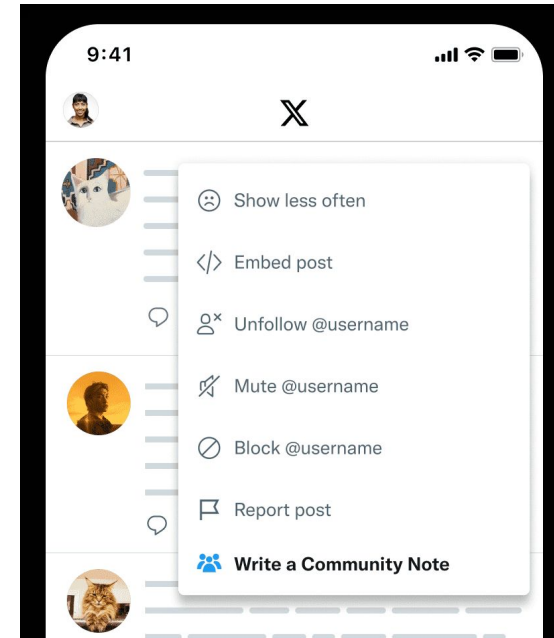 9:41
X
Show less often
Embed post
Unfollow @username
Mute @username
Block @username
Report post
Write a Community Note